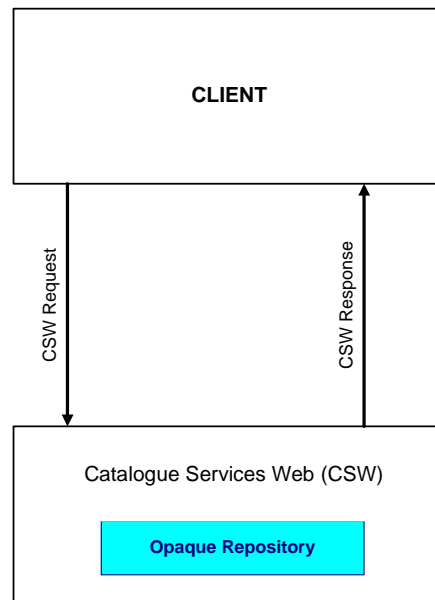 CLIENT
CSW Request
CSW Response
Catalogue Services Web (CSW)
Opaque Repository